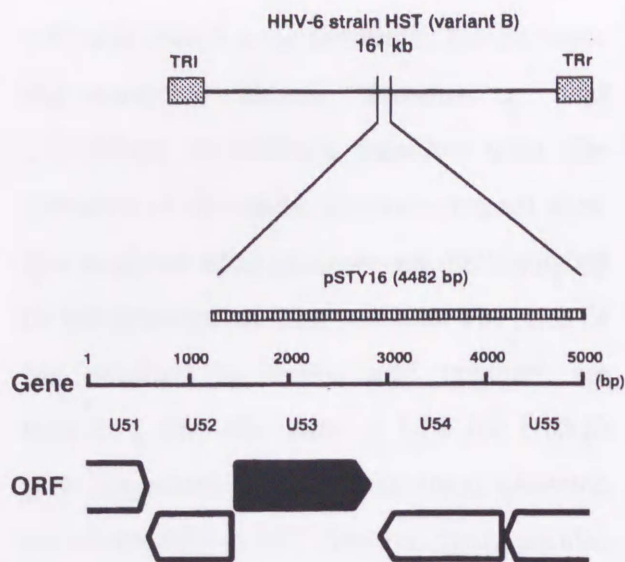 HHV-6 strain HST (variant B)
161 kb
TRl TRr
pSTY16 (4482 bp)
1 1000 2000 3000 4000 5000
Gene (bp)
U51 U52 U53 U54 U55
ORF